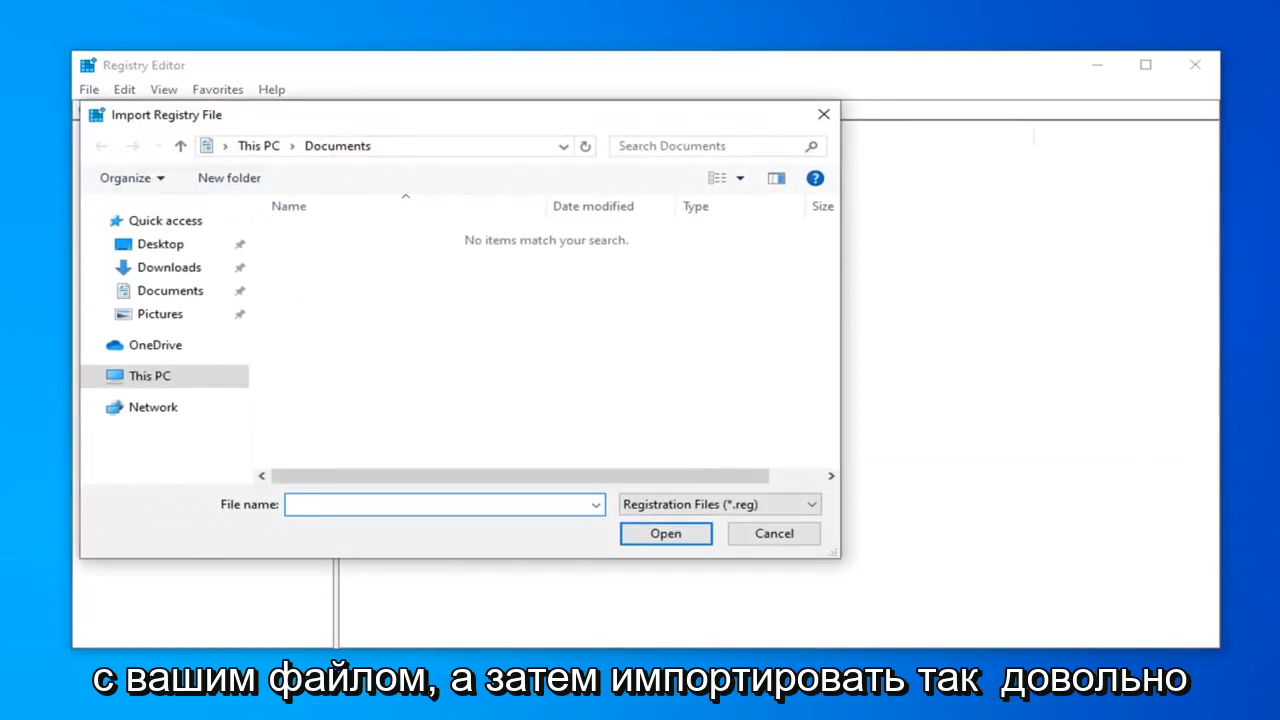 Registry Editor
File Edit View Favorites Help
Import Registry File
This PC Documents
Search Documents
Organize New folder
Name Date modified Type Size
No items match your search.
Quick access
Desktop
Downloads
Documents
Pictures
OneDrive
This PC
Network
File name:
Registration Files (*.reg)
Open Cancel
с вашим файлом, а затем импортировать так довольно